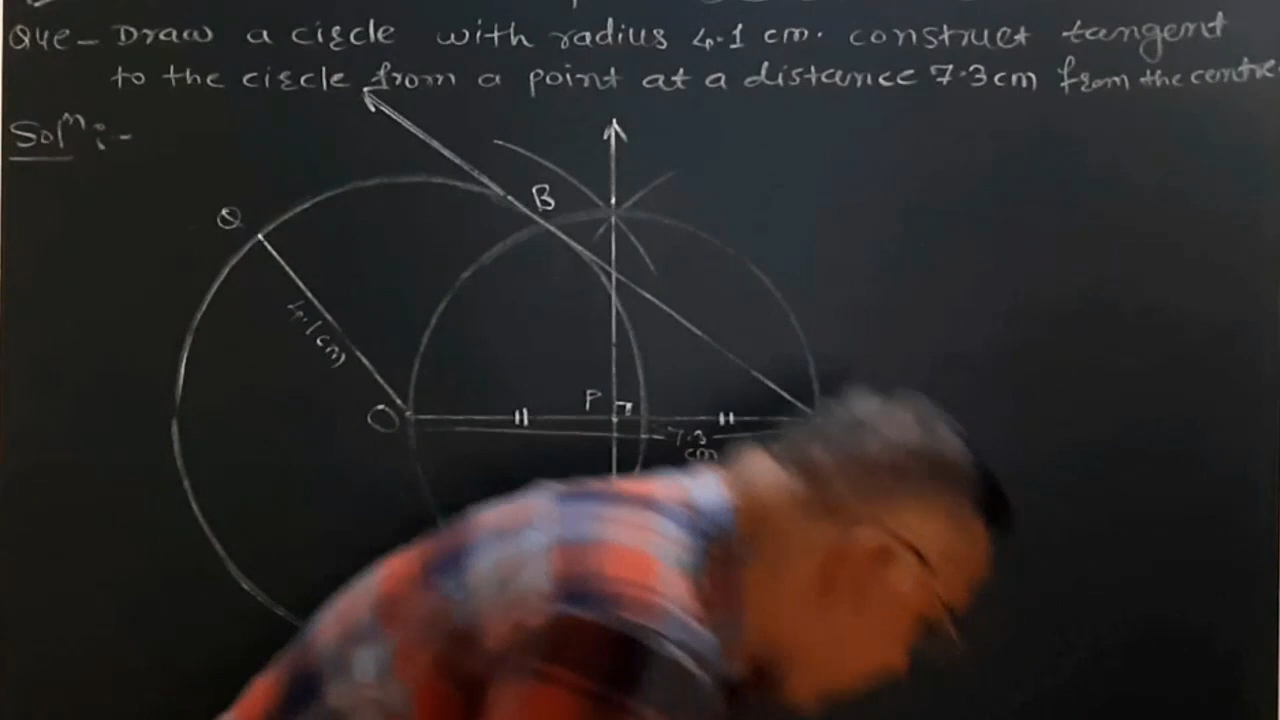 Que- Draw a circle with radius 4.1 cm. construct tangent
to the circle from a point at a distance 7.3cm from the centre.
Solⁿ:-
B
Q
4.1cm
P
O
7.3
cm